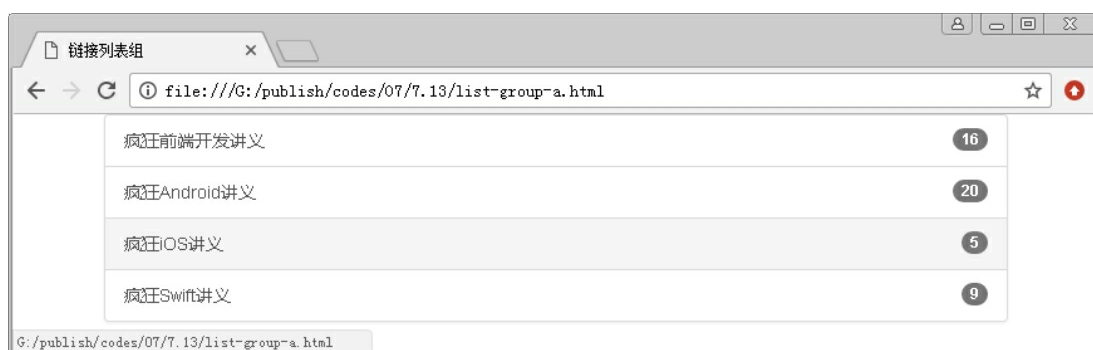 链接列表组
file:///G:/publish/codes/07/7.13/list-group-a.html
疯狂前端开发讲义 16
疯狂Android讲义 20
疯狂iOS讲义 5
疯狂Swift讲义 9
G:/publish/codes/07/7.13/list-group-a.html